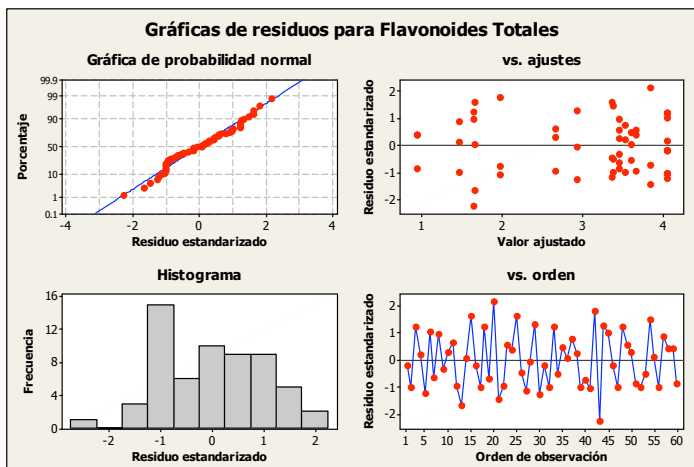 Gráficas de residuos para Flavonoides Totales
Gráfica de probabilidad normal
Porcentaje
99.9
99
90
50
10
1
0.1
-4 -2 0 2 4
Residuo estandarizado
vs. ajustes
Residuo estandarizado
2
1
0
-1
-2
1 2 3 4
Valor ajustado
Histograma
Frecuencia
16
12
8
4
0
-2 -1 0 1 2
Residuo estandarizado
vs. orden
Residuo estandarizado
2
1
0
-1
-2
1 5 10 15 20 25 30 35 40 45 50 55 60
Orden de observación